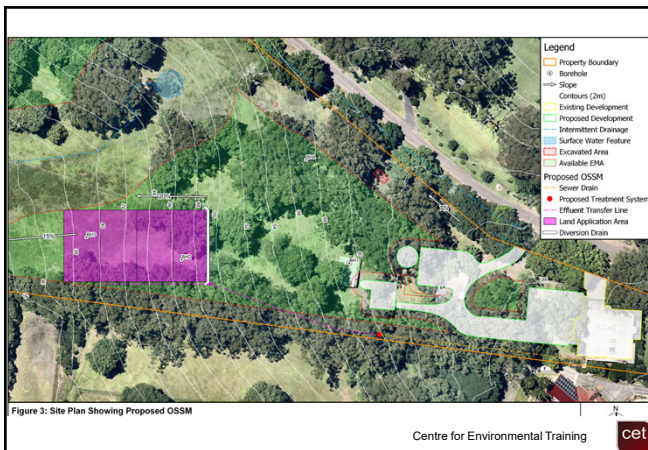 Legend
Property Boundary
Borehole
Slope
Contours (2m)
Existing Development
Proposed Development
Intermittent Drainage
Surface Water Feature
Excavated Area
Available EMA
Proposed OSSM
Sewer Drain
Proposed Treatment System
Effluent Transfer Line
Land Application Area
Diversion Drain
20%
15%
Figure 3: Site Plan Showing Proposed OSSM
N
Centre for Environmental Training
cet